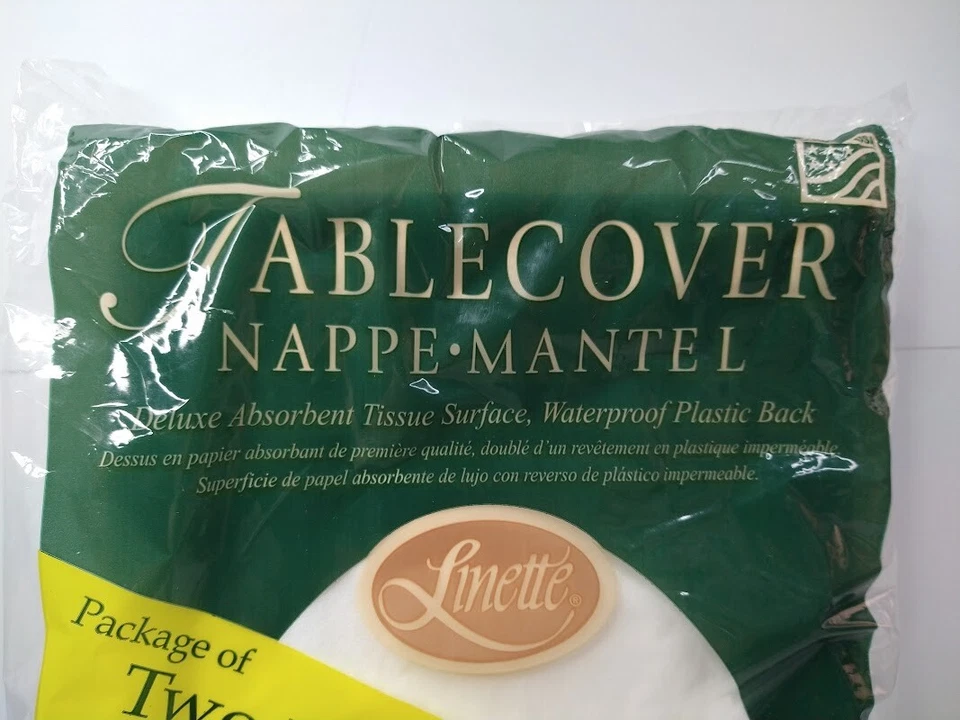 TABLECOVER
NAPPE•MANTEL
Deluxe Absorbent Tissue Surface, Waterproof Plastic Back
Dessus en papier absorbant de première qualité, doublé d'un revêtement en plastique imperméable.
Superficie de papel absorbente de lujo con reverso de plástico impermeable.
Linette®
Package of
Two